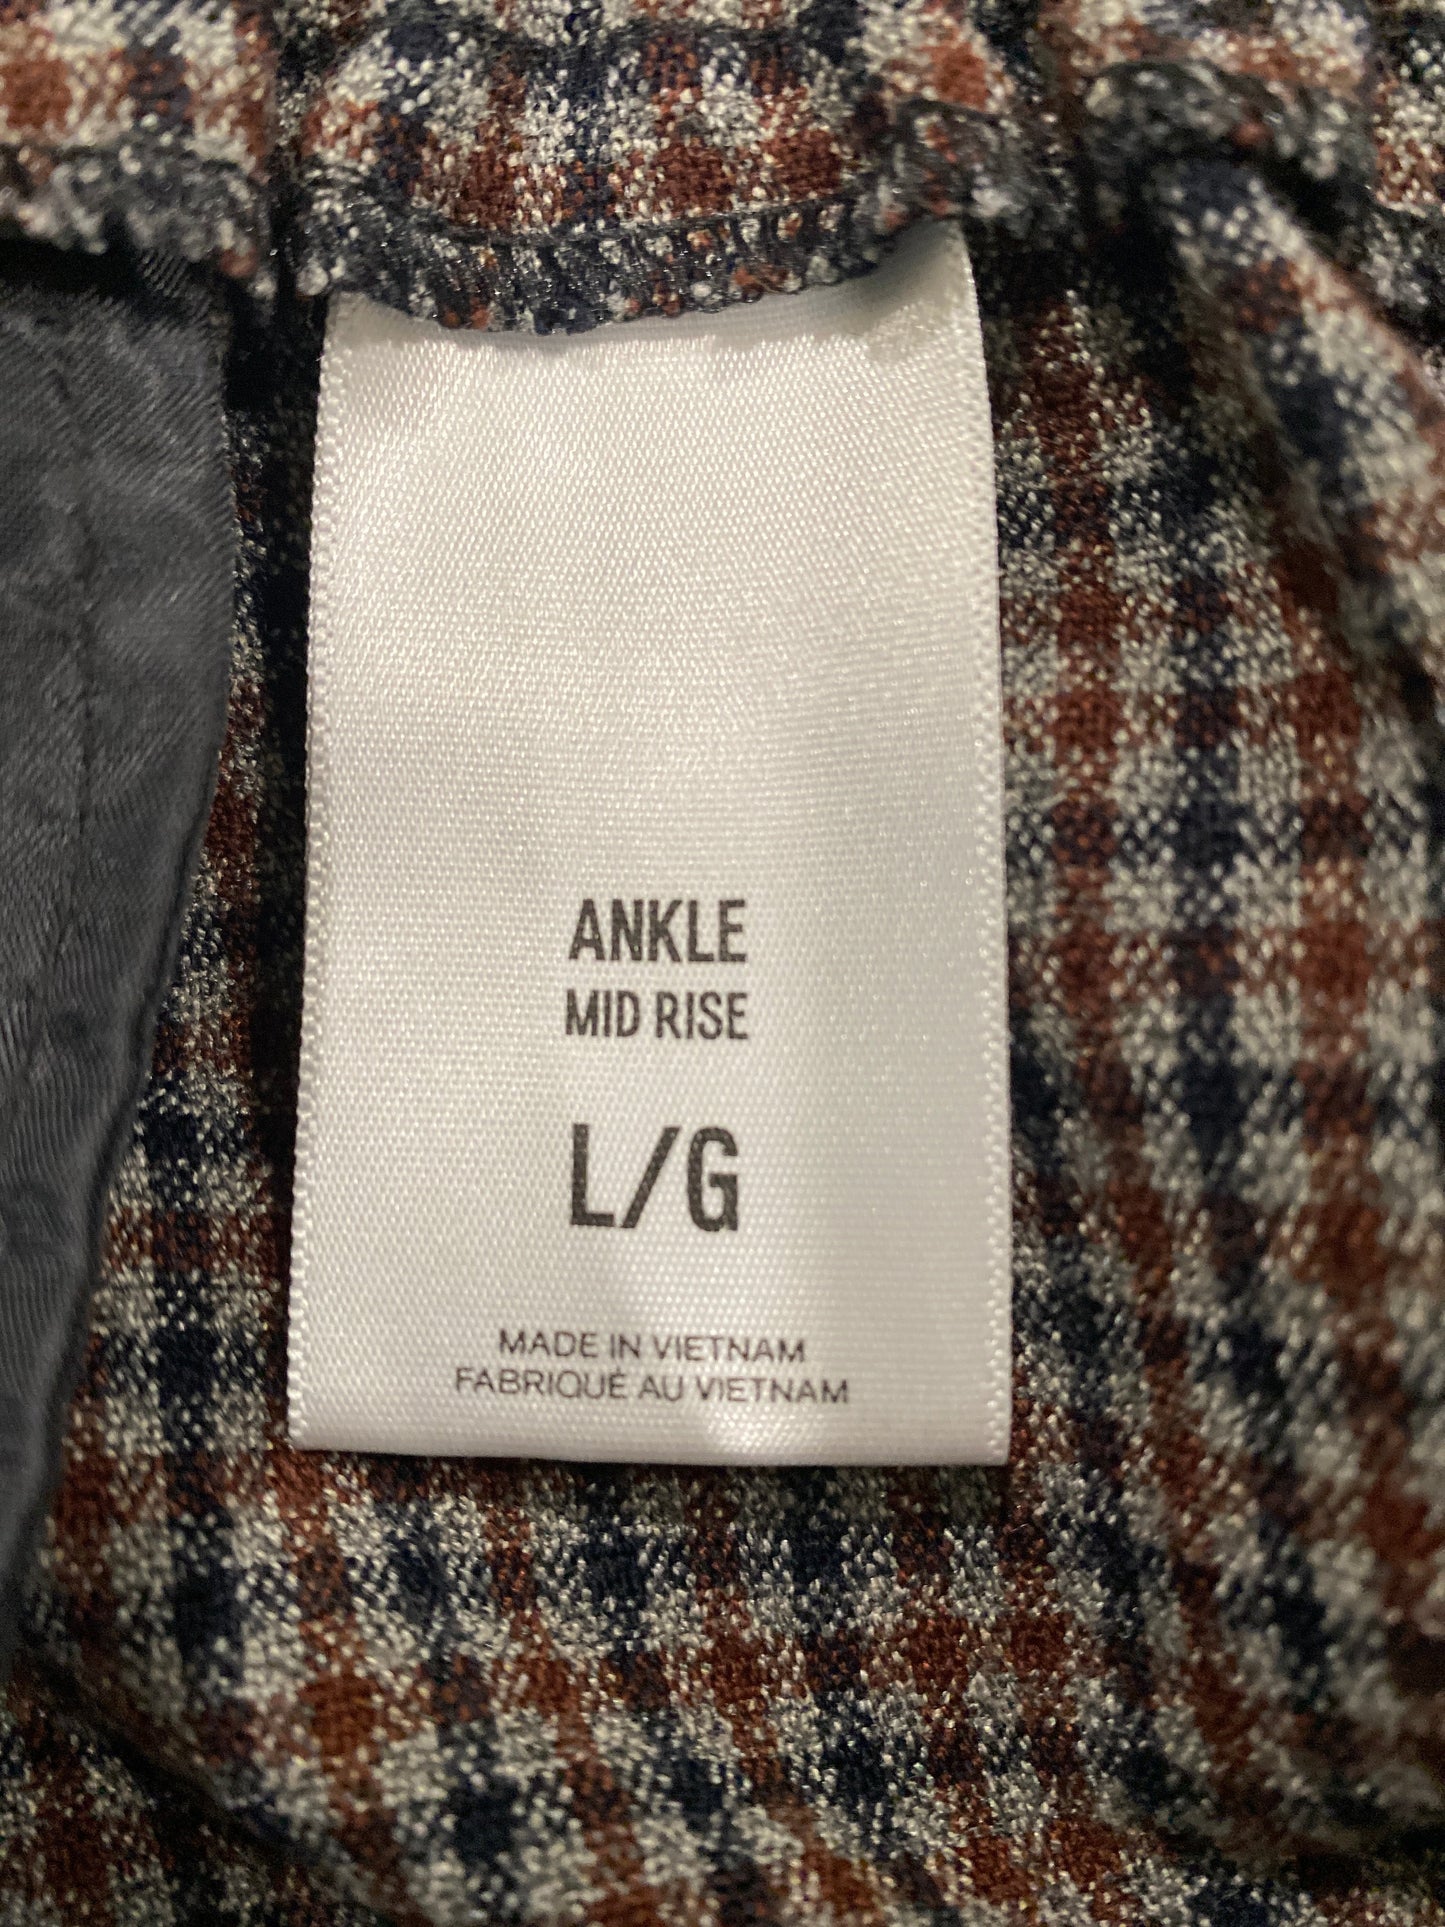 ANKLE
MID RISE
L/G
MADE IN VIETNAM
FABRIQUÉ AU VIETNAM